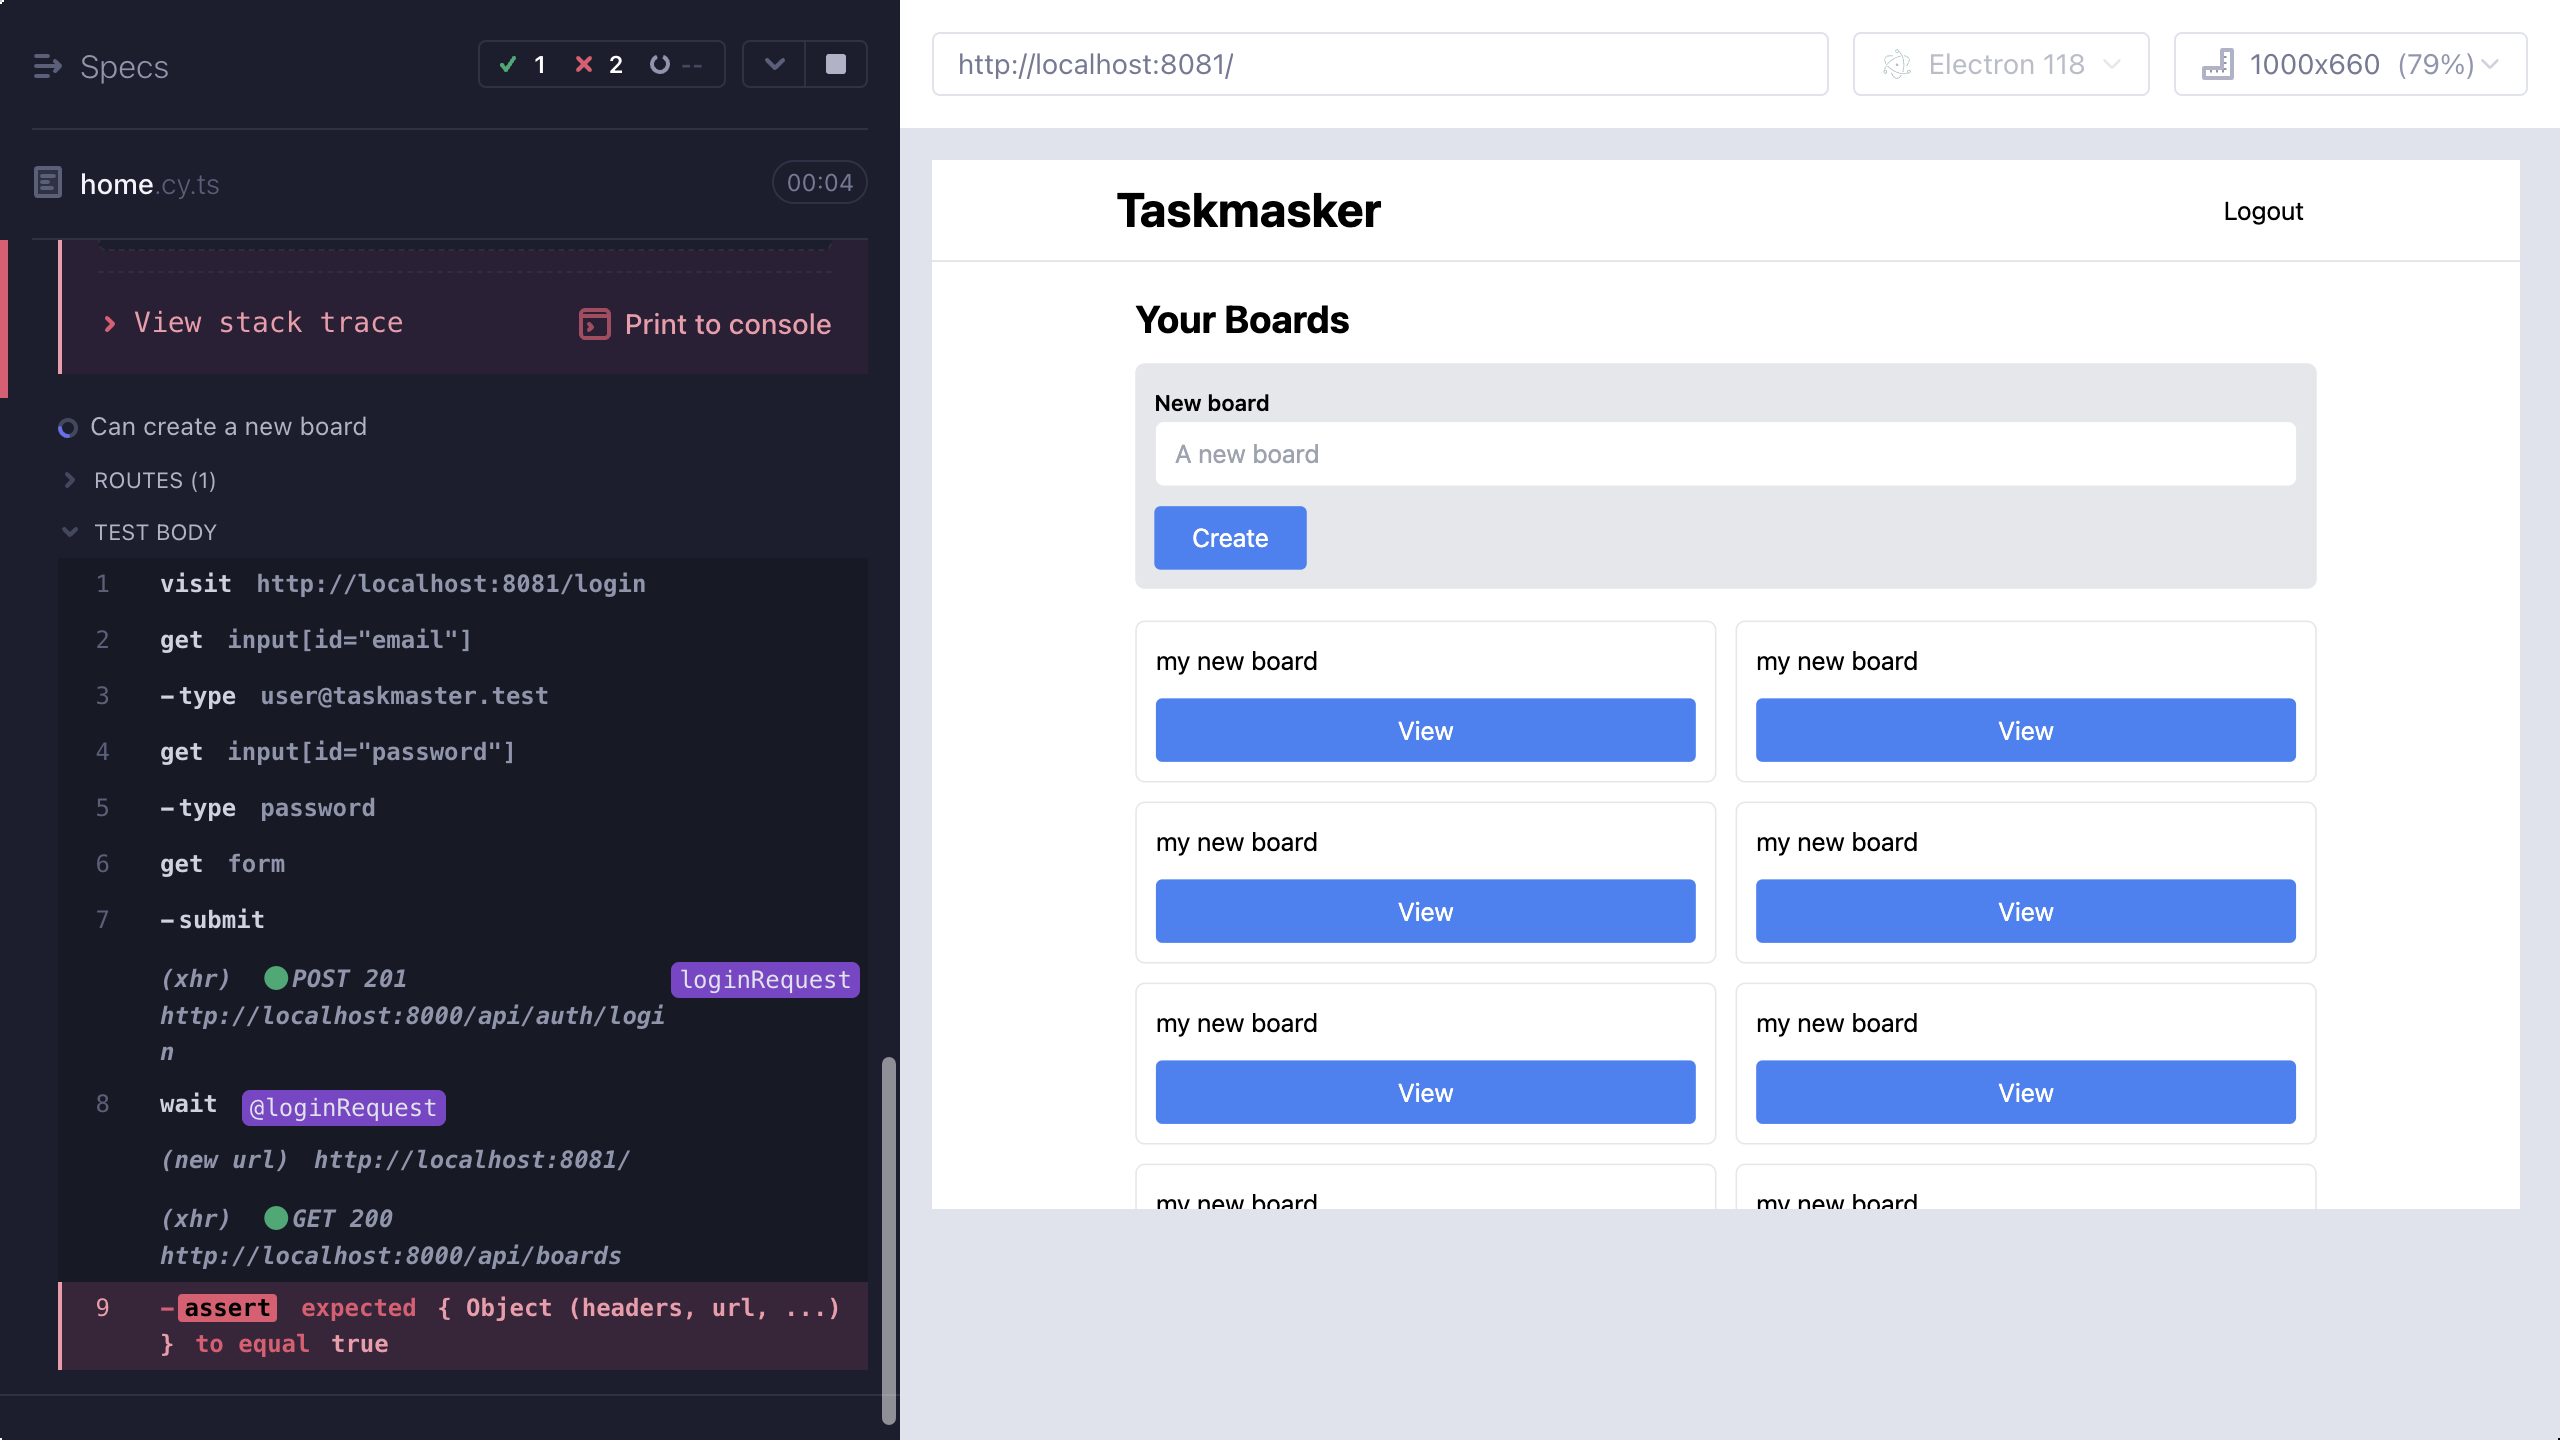 Specs
1
2
--
home.cy.ts
00:04
View stack trace
Print to console
Can create a new board
ROUTES (1)
TEST BODY
1 visit http://localhost:8081/login
2 get input[id="email"]
3 -type user@taskmaster.test
4 get input[id="password"]
5 -type password
6 get form
7 -submit
(xhr) POST 201 loginRequest
http://localhost:8000/api/auth/logi
n
8 wait @loginRequest
(new url) http://localhost:8081/
(xhr) GET 200
http://localhost:8000/api/boards
9 -assert expected { Object (headers, url, ...)
} to equal true
http://localhost:8081/
Electron 118
1000x660 (79%)
Taskmasker
Logout
Your Boards
New board
A new board
Create
my new board
my new board
View
View
my new board
my new board
View
View
my new board
my new board
View
View
my new board
my new board